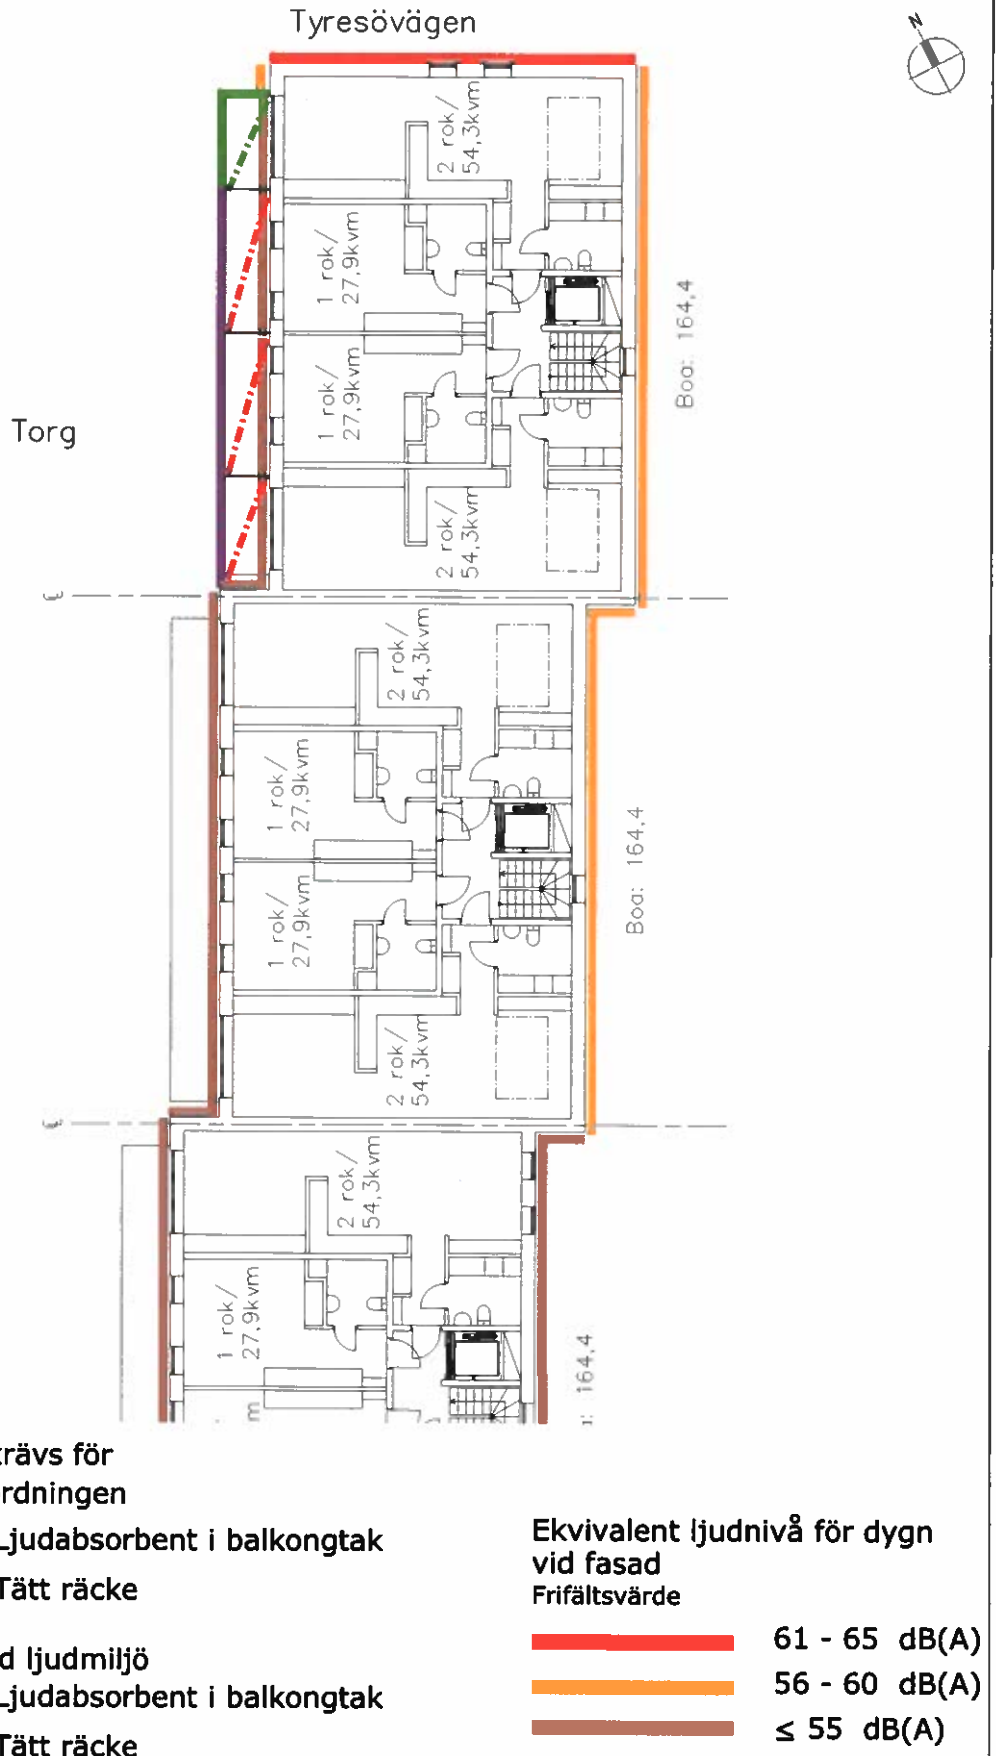 Tyresövägen
N
2 rok/
54,3kvm
1 rok/
27,9kvm
Boa: 164,4
1 rok/
27,9kvm
Torg
2 rok/
54,3kvm
2 rok/
54,3kvm
1 rok/
27,9kvm
Boa: 164,4
1 rok/
27,9kvm
2 rok/
54,3kvm
2 rok/
54,3kvm
1 rok/
27,9kvm
: 164,4
m
rävs för
rdningen
Ljudabsorbent i balkongtak
Tätt räcke
d ljudmiljö
Ljudabsorbent i balkongtak
Tätt räcke
Ekvivalent ljudnivå för dygn
vid fasad
Frifältsvärde
61 - 65 dB(A)
56 - 60 dB(A)
≤ 55 dB(A)